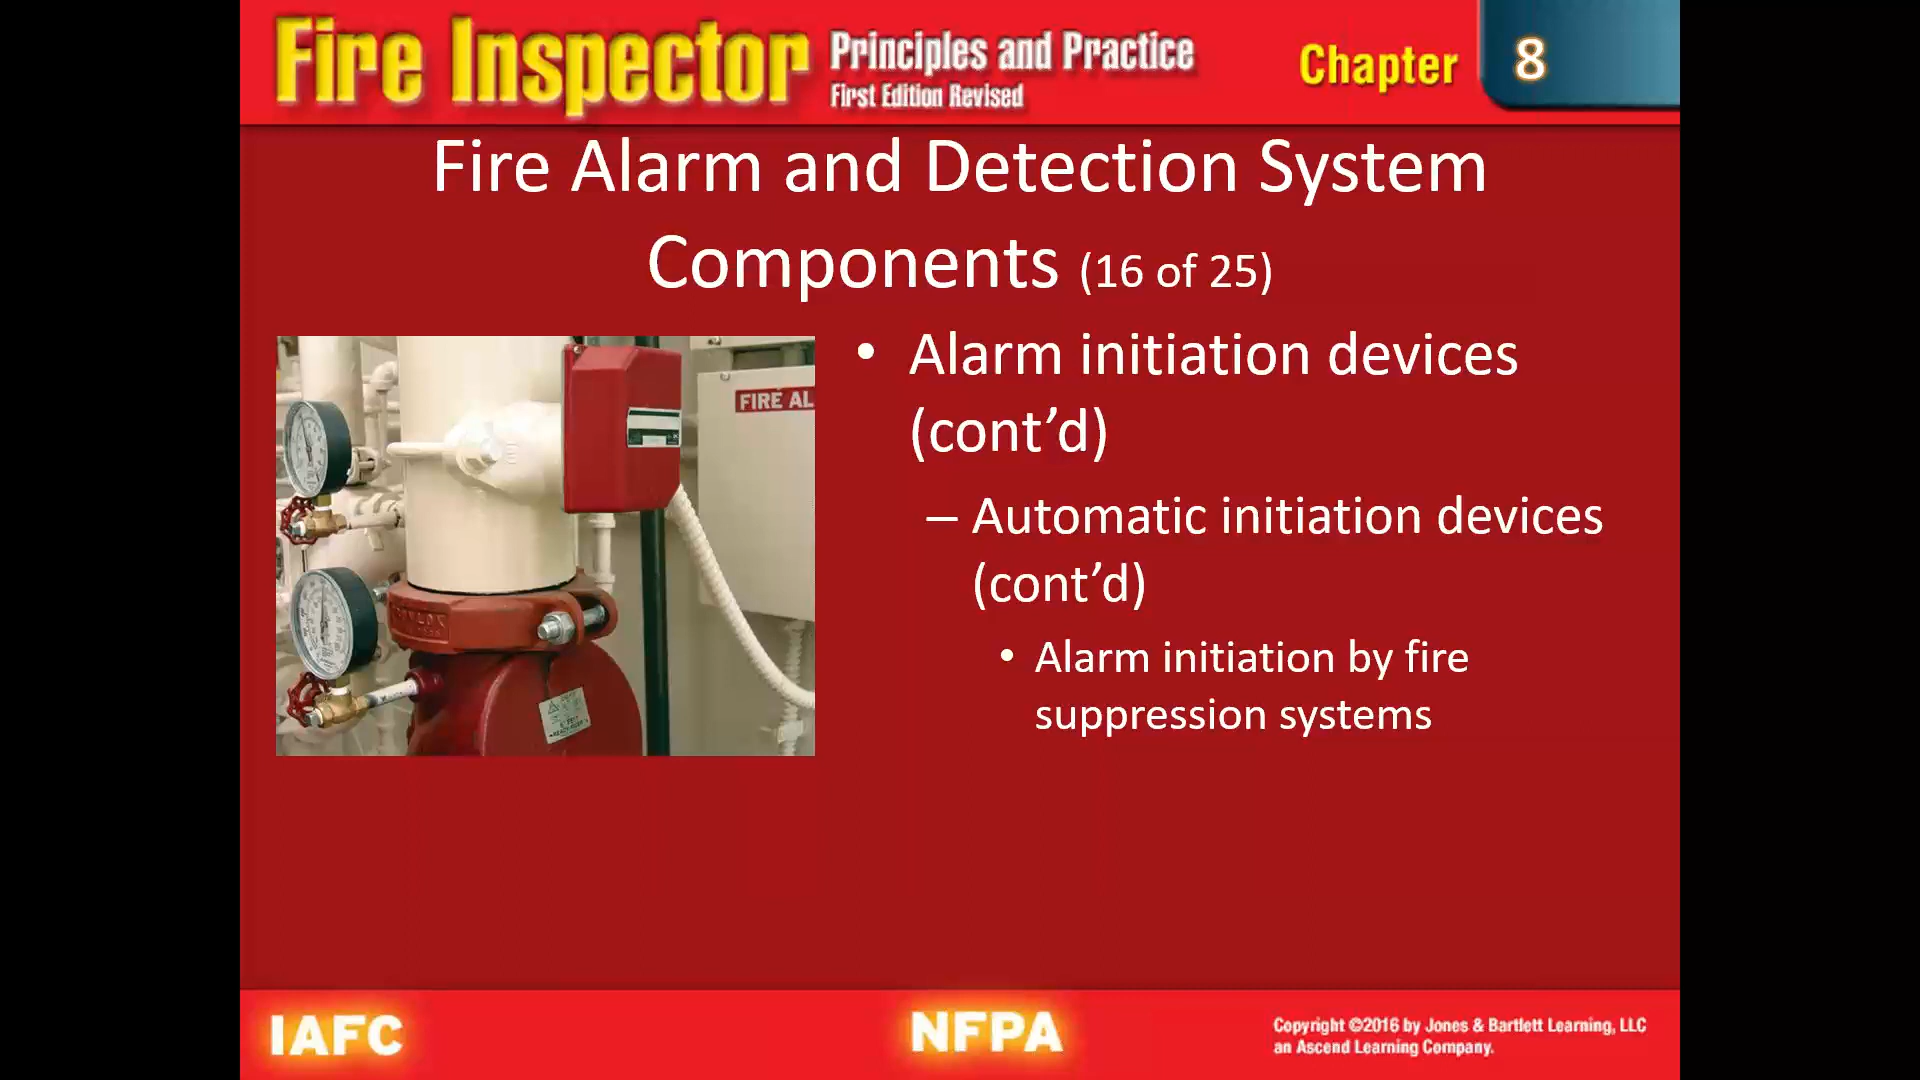 Fire Inspector Principles and Practice
First Edition Revised
Chapter 8
Fire Alarm and Detection System
Components (16 of 25)
FIRE AL
• Alarm initiation devices
(cont’d)
– Automatic initiation devices
(cont’d)
• Alarm initiation by fire
suppression systems
IAFC
NFPA
Copyright ©2016 by Jones & Bartlett Learning, LLC
an Ascend Learning Company.